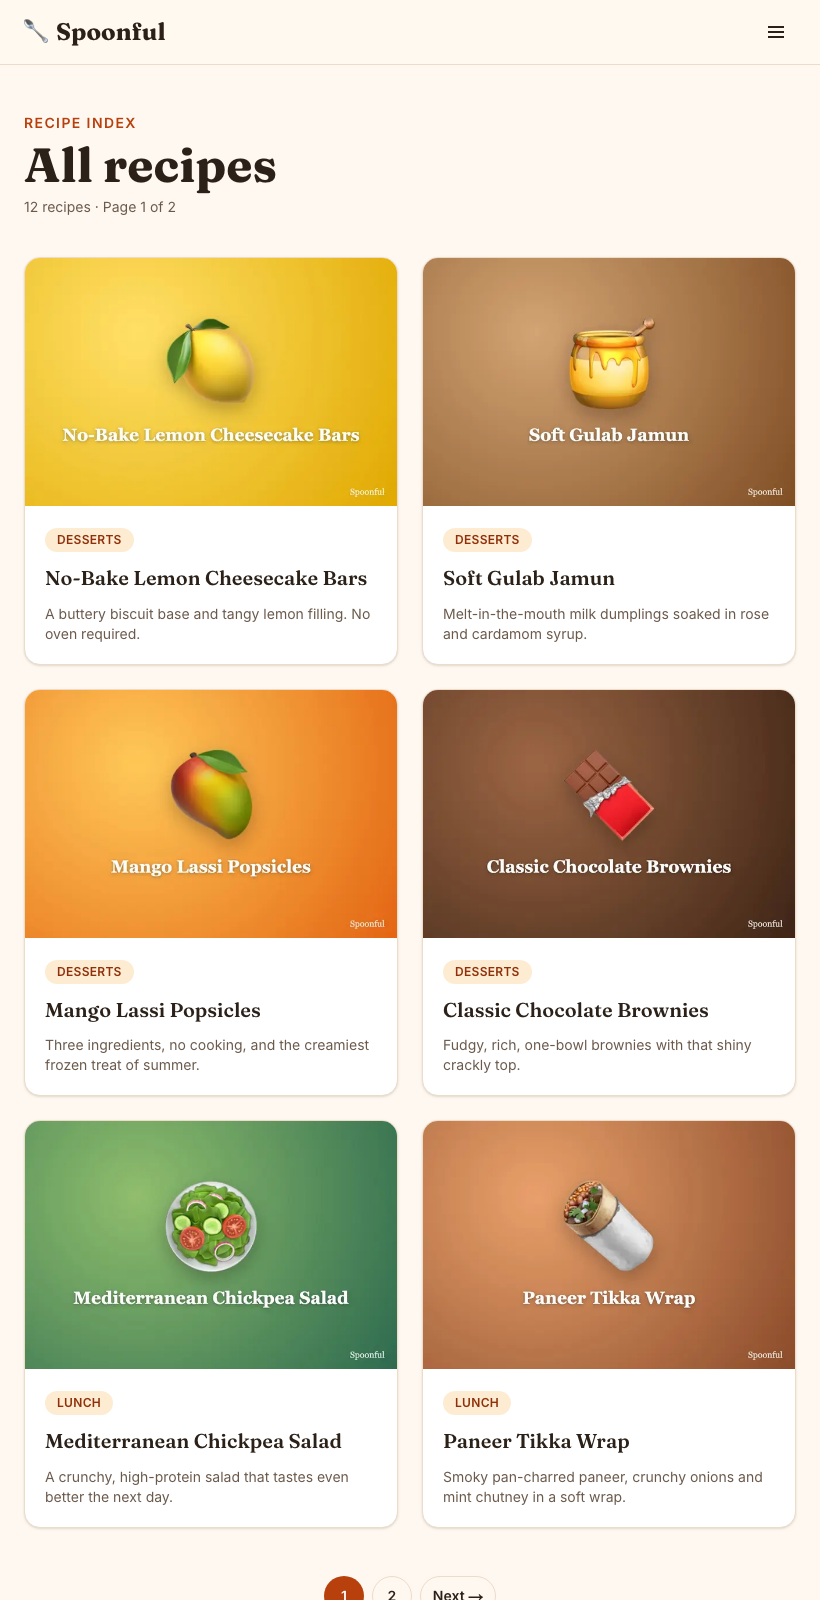 Spoonful
RECIPE INDEX
All recipes
12 recipes · Page 1 of 2
No-Bake Lemon Cheesecake Bars
Spoonful
DESSERTS
No-Bake Lemon Cheesecake Bars
A buttery biscuit base and tangy lemon filling. No
oven required.
Soft Gulab Jamun
Spoonful
DESSERTS
Soft Gulab Jamun
Melt-in-the-mouth milk dumplings soaked in rose
and cardamom syrup.
Mango Lassi Popsicles
Spoonful
DESSERTS
Mango Lassi Popsicles
Three ingredients, no cooking, and the creamiest
frozen treat of summer.
Classic Chocolate Brownies
Spoonful
DESSERTS
Classic Chocolate Brownies
Fudgy, rich, one-bowl brownies with that shiny
crackly top.
Mediterranean Chickpea Salad
Spoonful
LUNCH
Mediterranean Chickpea Salad
A crunchy, high-protein salad that tastes even
better the next day.
Paneer Tikka Wrap
Spoonful
LUNCH
Paneer Tikka Wrap
Smoky pan-charred paneer, crunchy onions and
mint chutney in a soft wrap.
1 2 Next →